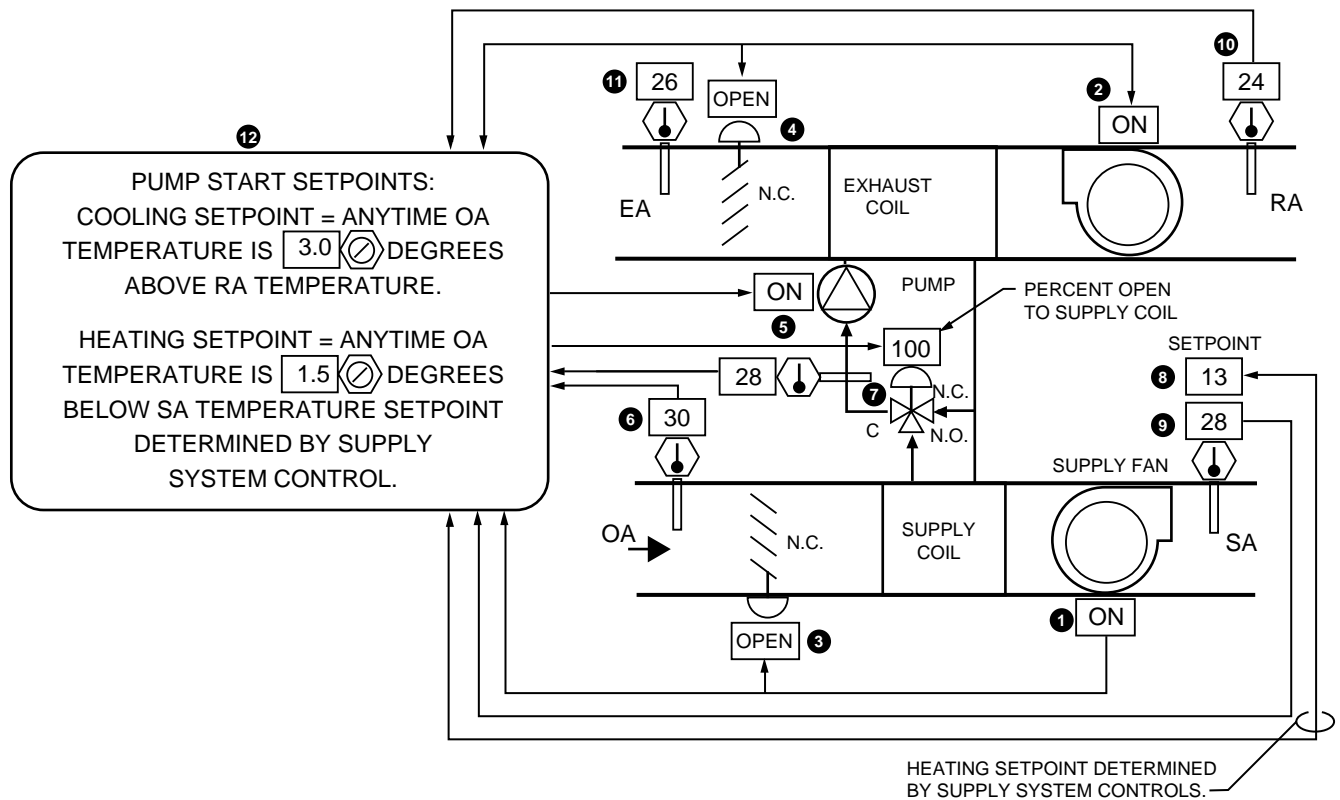 10
11
26
24
2
OPEN
ON
4
12
PUMP START SETPOINTS:
COOLING SETPOINT = ANYTIME OA
TEMPERATURE IS 3.0 DEGREES
ABOVE RA TEMPERATURE.
HEATING SETPOINT = ANYTIME OA
TEMPERATURE IS 1.5 DEGREES
BELOW SA TEMPERATURE SETPOINT
DETERMINED BY SUPPLY
SYSTEM CONTROL.
EA
N.C.
EXHAUST
COIL
RA
ON
5
PUMP
PERCENT OPEN
TO SUPPLY COIL
100
28
7
N.C.
C
N.O.
SETPOINT
8
13
6
30
9
28
SUPPLY FAN
OA
N.C.
SUPPLY
COIL
SA
1
ON
OPEN
3
HEATING SETPOINT DETERMINED
BY SUPPLY SYSTEM CONTROLS.